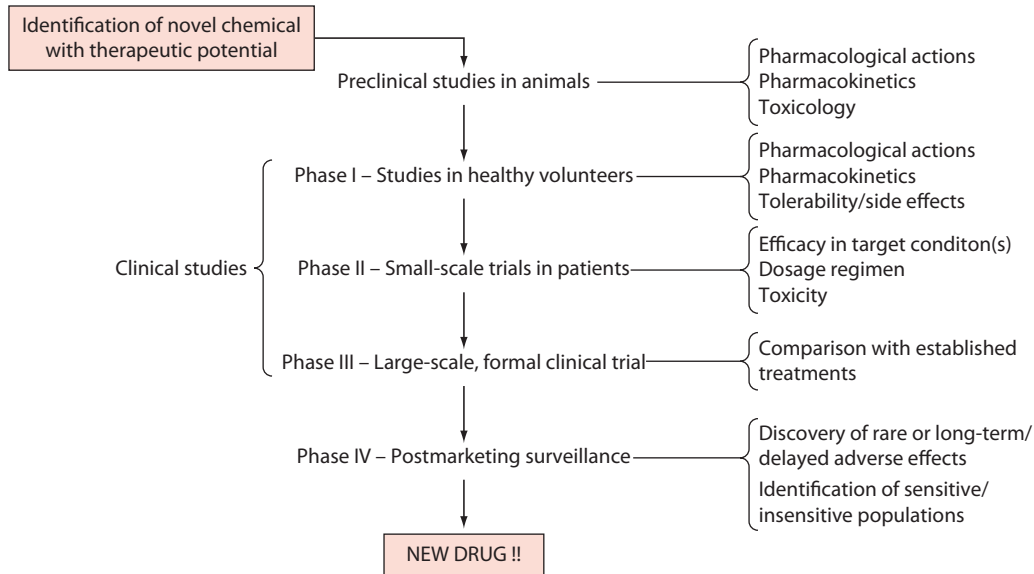 Identification of novel chemical
with therapeutic potential
Preclinical studies in animals
Pharmacological actions
Pharmacokinetics
Toxicology
Clinical studies
Phase I – Studies in healthy volunteers
Pharmacological actions
Pharmacokinetics
Tolerability/side effects
Phase II – Small-scale trials in patients
Efficacy in target conditon(s)
Dosage regimen
Toxicity
Phase III – Large-scale, formal clinical trial
Comparison with established
treatments
Phase IV – Postmarketing surveillance
Discovery of rare or long-term/
delayed adverse effects
Identification of sensitive/
insensitive populations
NEW DRUG !!